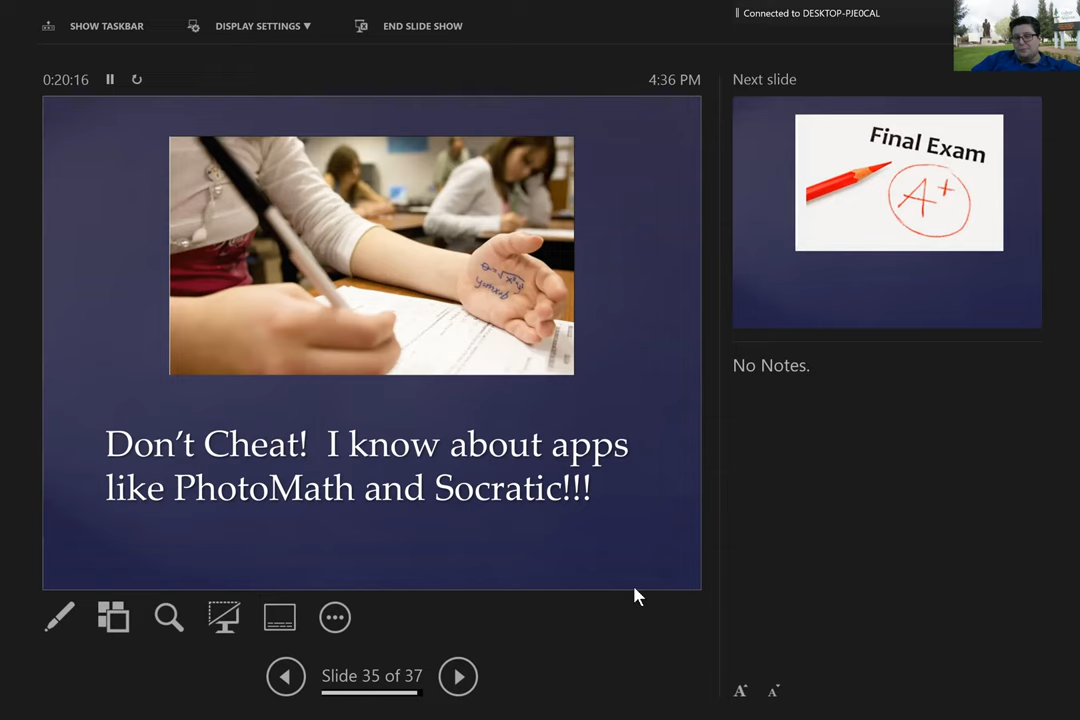 SHOW TASKBAR
DISPLAY SETTINGS ▼
END SLIDE SHOW
Connected to DESKTOP-PJE0CAL
0:20:16
4:36 PM
Next slide
Final Exam
A+
y=mx+b
Don't Cheat!  I know about apps
like PhotoMath and Socratic!!!
No Notes.
Slide 35 of 37
A
A